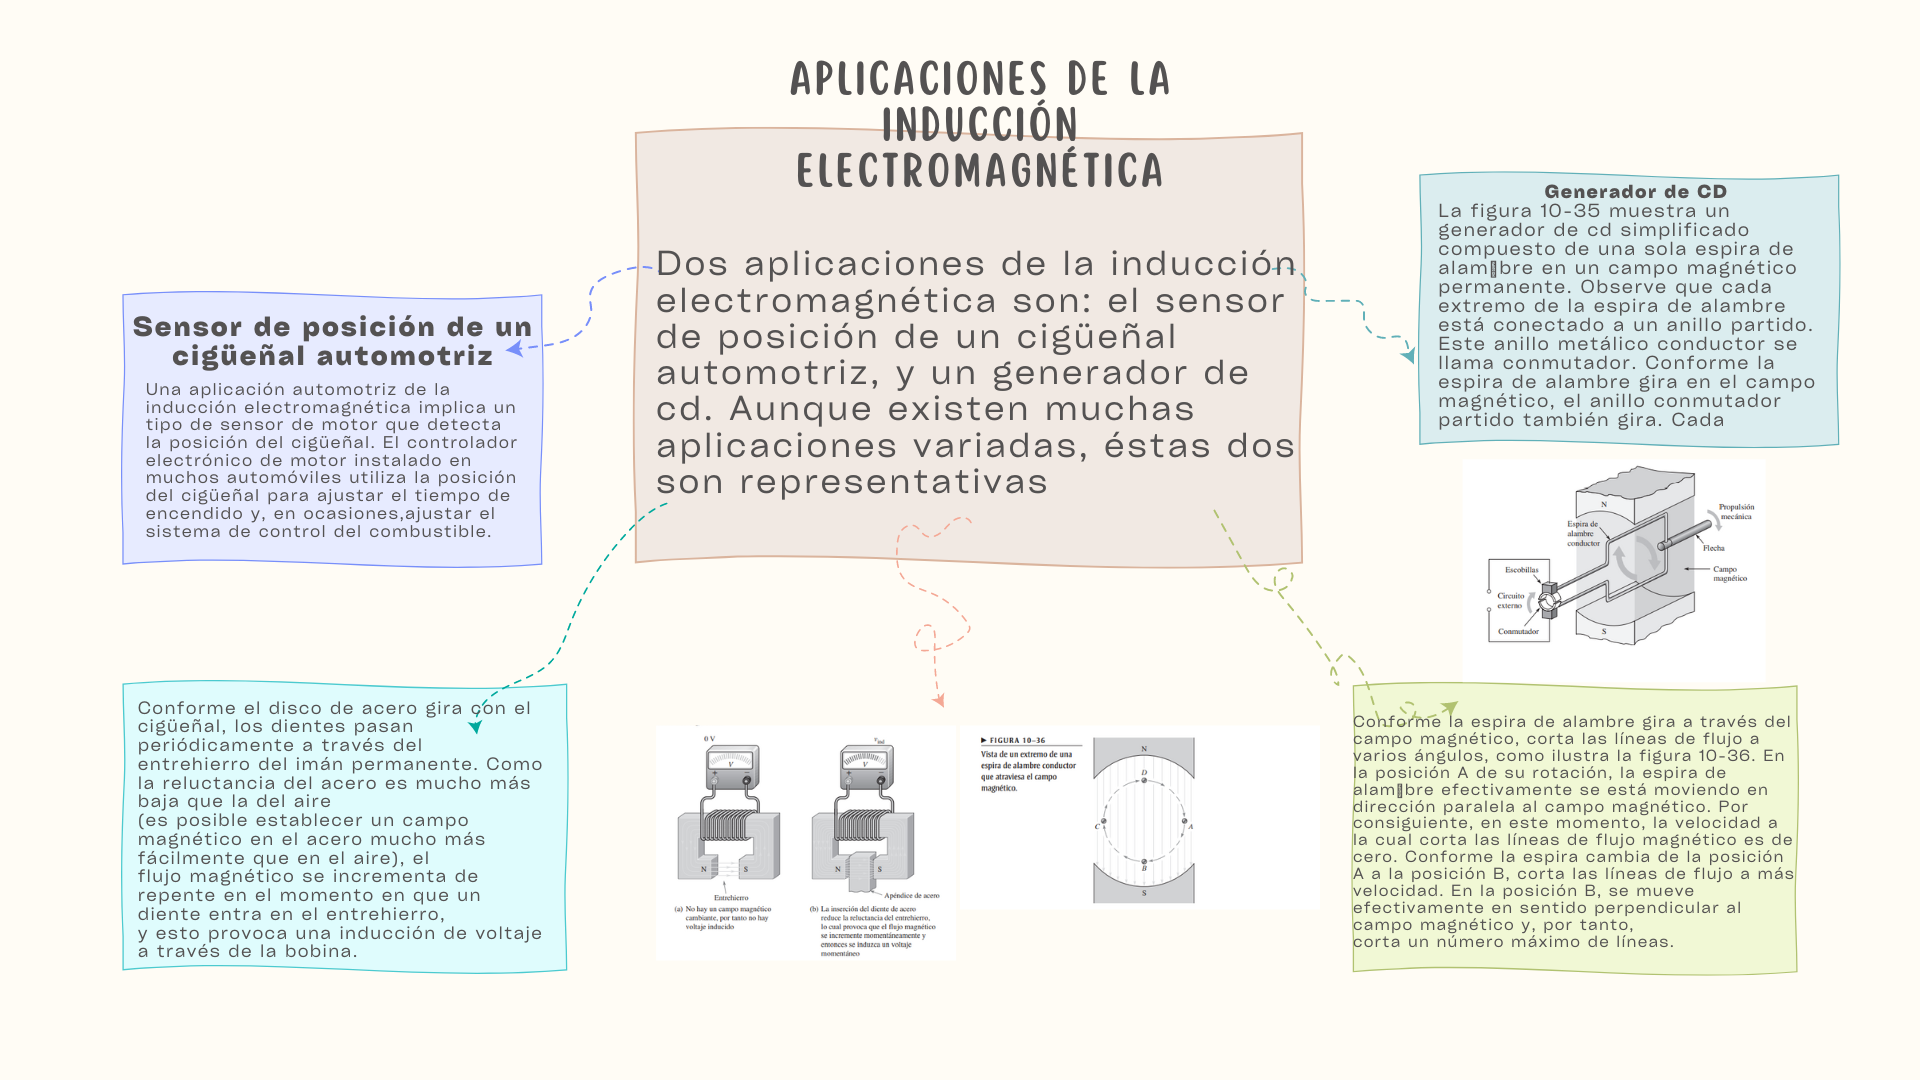 APLICACIONES DE LA
INDUCCIÓN
ELECTROMAGNÉTICA
Dos aplicaciones de la inducción
electromagnética son: el sensor
de posición de un cigüeñal
automotriz, y un generador de
cd. Aunque existen muchas
aplicaciones variadas, éstas dos
son representativas
Sensor de posición de un
cigüeñal automotriz
Una aplicación automotriz de la
inducción electromagnética implica un
tipo de sensor de motor que detecta
la posición del cigüeñal. El controlador
electrónico de motor instalado en
muchos automóviles utiliza la posición
del cigüeñal para ajustar el tiempo de
encendido y, en ocasiones,ajustar el
sistema de control del combustible.
Generador de CD
La figura 10-35 muestra un
generador de cd simplificado
compuesto de una sola espira de
alam▯bre en un campo magnético
permanente. Observe que cada
extremo de la espira de alambre
está conectado a un anillo partido.
Este anillo metálico conductor se
llama conmutador. Conforme la
espira de alambre gira en el campo
magnético, el anillo conmutador
partido también gira. Cada
N
Espira de
alambre
conductor
Propulsión
mecánica
Flecha
Campo
magnético
Escobillas
Circuito
externo
Conmutador
S
Conforme el disco de acero gira con el
cigüeñal, los dientes pasan
periódicamente a través del
entrehierro del imán permanente. Como
la reluctancia del acero es mucho más
baja que la del aire
(es posible establecer un campo
magnético en el acero mucho más
fácilmente que en el aire), el
flujo magnético se incrementa de
repente en el momento en que un
diente entra en el entrehierro,
y esto provoca una inducción de voltaje
a través de la bobina.
0 V
V
+
N
S
Entrehierro
(a) No hay un campo magnético
cambiante, por tanto no hay
voltaje inducido
vind
V
+
N
S
Apéndice de acero
(b) La inserción del diente de acero
reduce la reluctancia del entrehierro,
lo cual provoca que el flujo magnético
se incremente momentáneamente y
entonces se induzca un voltaje
momentáneo
▶ FIGURA 10-36
Vista de un extremo de una
espira de alambre conductor
que atraviesa el campo
magnético.
N
D
C
A
B
S
Conforme la espira de alambre gira a través del
campo magnético, corta las líneas de flujo a
varios ángulos, como ilustra la figura 10-36. En
la posición A de su rotación, la espira de
alam▯bre efectivamente se está moviendo en
dirección paralela al campo magnético. Por
consiguiente, en este momento, la velocidad a
la cual corta las líneas de flujo magnético es de
cero. Conforme la espira cambia de la posición
A a la posición B, corta las líneas de flujo a más
velocidad. En la posición B, se mueve
efectivamente en sentido perpendicular al
campo magnético y, por tanto,
corta un número máximo de líneas.